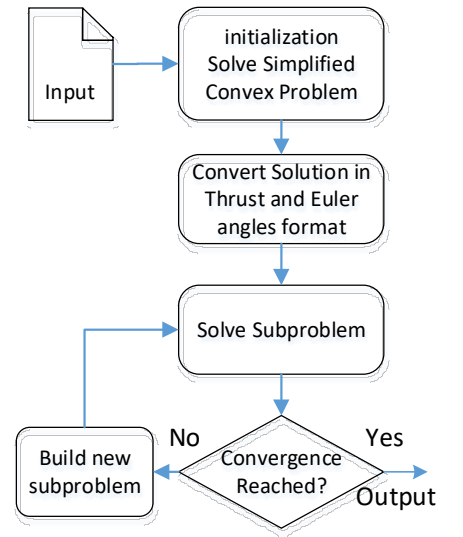 Input
initialization
Solve Simplified
Convex Problem
Convert Solution in
Thrust and Euler
angles format
Solve Subproblem
Convergence
Reached?
No
Build new
subproblem
Yes
Output